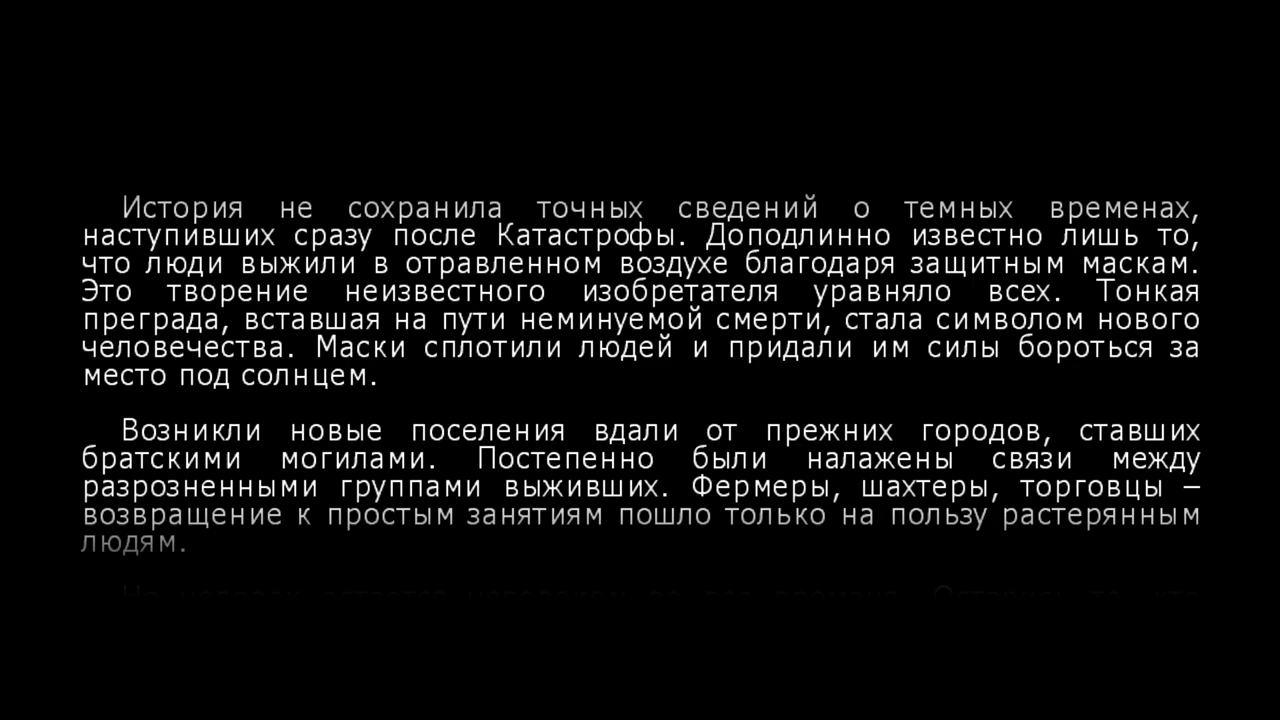 История не сохранила точных сведений о темных временах,
наступивших сразу после Катастрофы. Доподлинно известно лишь то,
что люди выжили в отравленном воздухе благодаря защитным маскам.
Это творение неизвестного изобретателя уравняло всех. Тонкая
преграда, вставшая на пути неминуемой смерти, стала символом нового
человечества. Маски сплотили людей и придали им силы бороться за
место под солнцем.
Возникли новые поселения вдали от прежних городов, ставших
братскими могилами. Постепенно были налажены связи между
разрозненными группами выживших. Фермеры, шахтеры, торговцы –
возвращение к простым занятиям пошло только на пользу растерянным
людям.